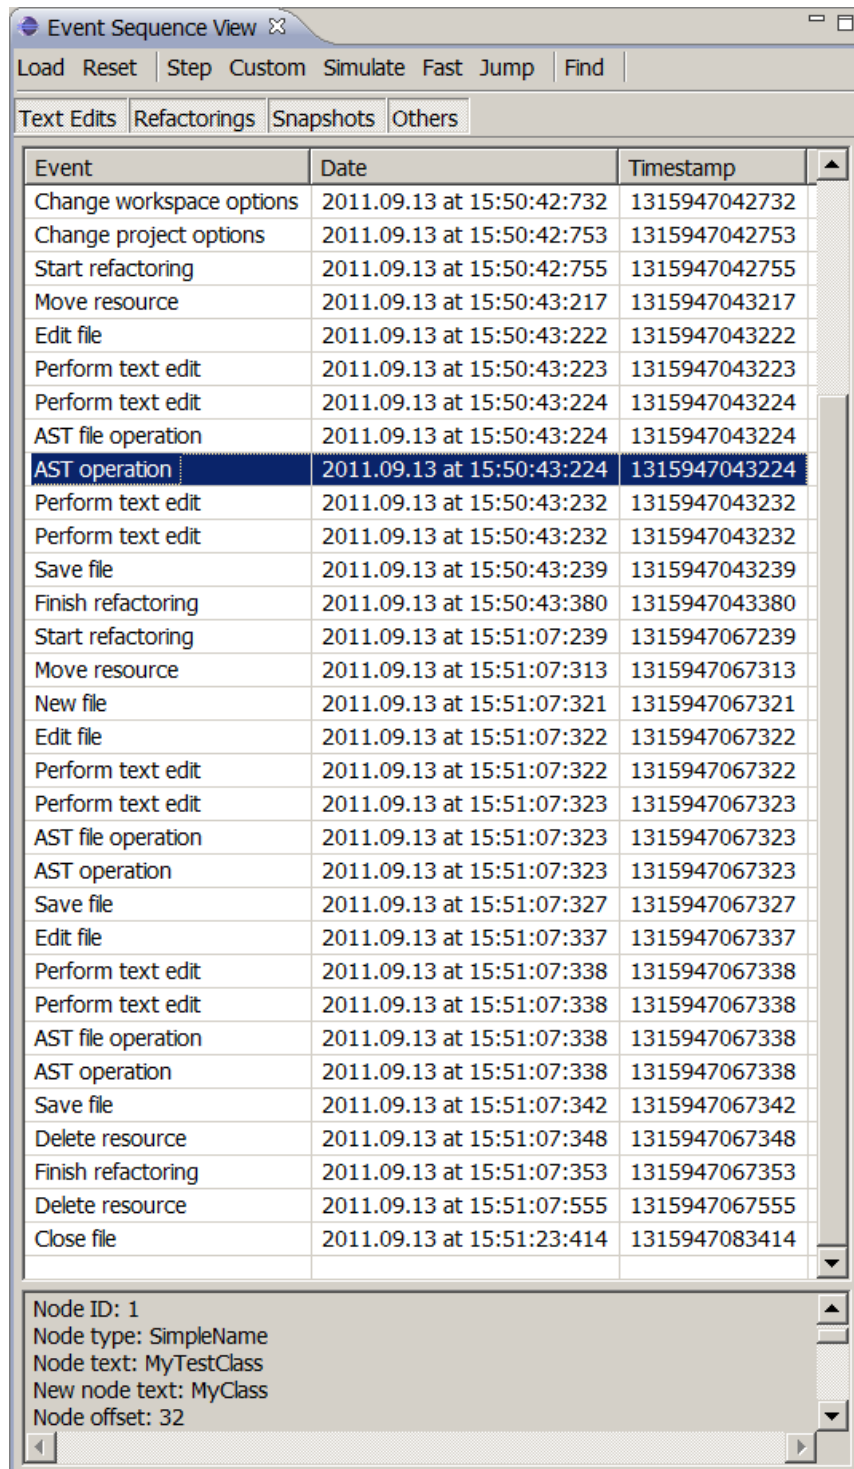 Event Sequence View
Load Reset Step Custom Simulate Fast Jump Find
Text Edits Refactorings Snapshots Others
Event Date Timestamp
Change workspace options 2011.09.13 at 15:50:42:732 1315947042732
Change project options 2011.09.13 at 15:50:42:753 1315947042753
Start refactoring 2011.09.13 at 15:50:42:755 1315947042755
Move resource 2011.09.13 at 15:50:43:217 1315947043217
Edit file 2011.09.13 at 15:50:43:222 1315947043222
Perform text edit 2011.09.13 at 15:50:43:223 1315947043223
Perform text edit 2011.09.13 at 15:50:43:224 1315947043224
AST file operation 2011.09.13 at 15:50:43:224 1315947043224
AST operation 2011.09.13 at 15:50:43:224 1315947043224
Perform text edit 2011.09.13 at 15:50:43:232 1315947043232
Perform text edit 2011.09.13 at 15:50:43:232 1315947043232
Save file 2011.09.13 at 15:50:43:239 1315947043239
Finish refactoring 2011.09.13 at 15:50:43:380 1315947043380
Start refactoring 2011.09.13 at 15:51:07:239 1315947067239
Move resource 2011.09.13 at 15:51:07:313 1315947067313
New file 2011.09.13 at 15:51:07:321 1315947067321
Edit file 2011.09.13 at 15:51:07:322 1315947067322
Perform text edit 2011.09.13 at 15:51:07:322 1315947067322
Perform text edit 2011.09.13 at 15:51:07:323 1315947067323
AST file operation 2011.09.13 at 15:51:07:323 1315947067323
AST operation 2011.09.13 at 15:51:07:323 1315947067323
Save file 2011.09.13 at 15:51:07:327 1315947067327
Edit file 2011.09.13 at 15:51:07:337 1315947067337
Perform text edit 2011.09.13 at 15:51:07:338 1315947067338
Perform text edit 2011.09.13 at 15:51:07:338 1315947067338
AST file operation 2011.09.13 at 15:51:07:338 1315947067338
AST operation 2011.09.13 at 15:51:07:338 1315947067338
Save file 2011.09.13 at 15:51:07:342 1315947067342
Delete resource 2011.09.13 at 15:51:07:348 1315947067348
Finish refactoring 2011.09.13 at 15:51:07:353 1315947067353
Delete resource 2011.09.13 at 15:51:07:555 1315947067555
Close file 2011.09.13 at 15:51:23:414 1315947083414
Node ID: 1
Node type: SimpleName
Node text: MyTestClass
New node text: MyClass
Node offset: 32